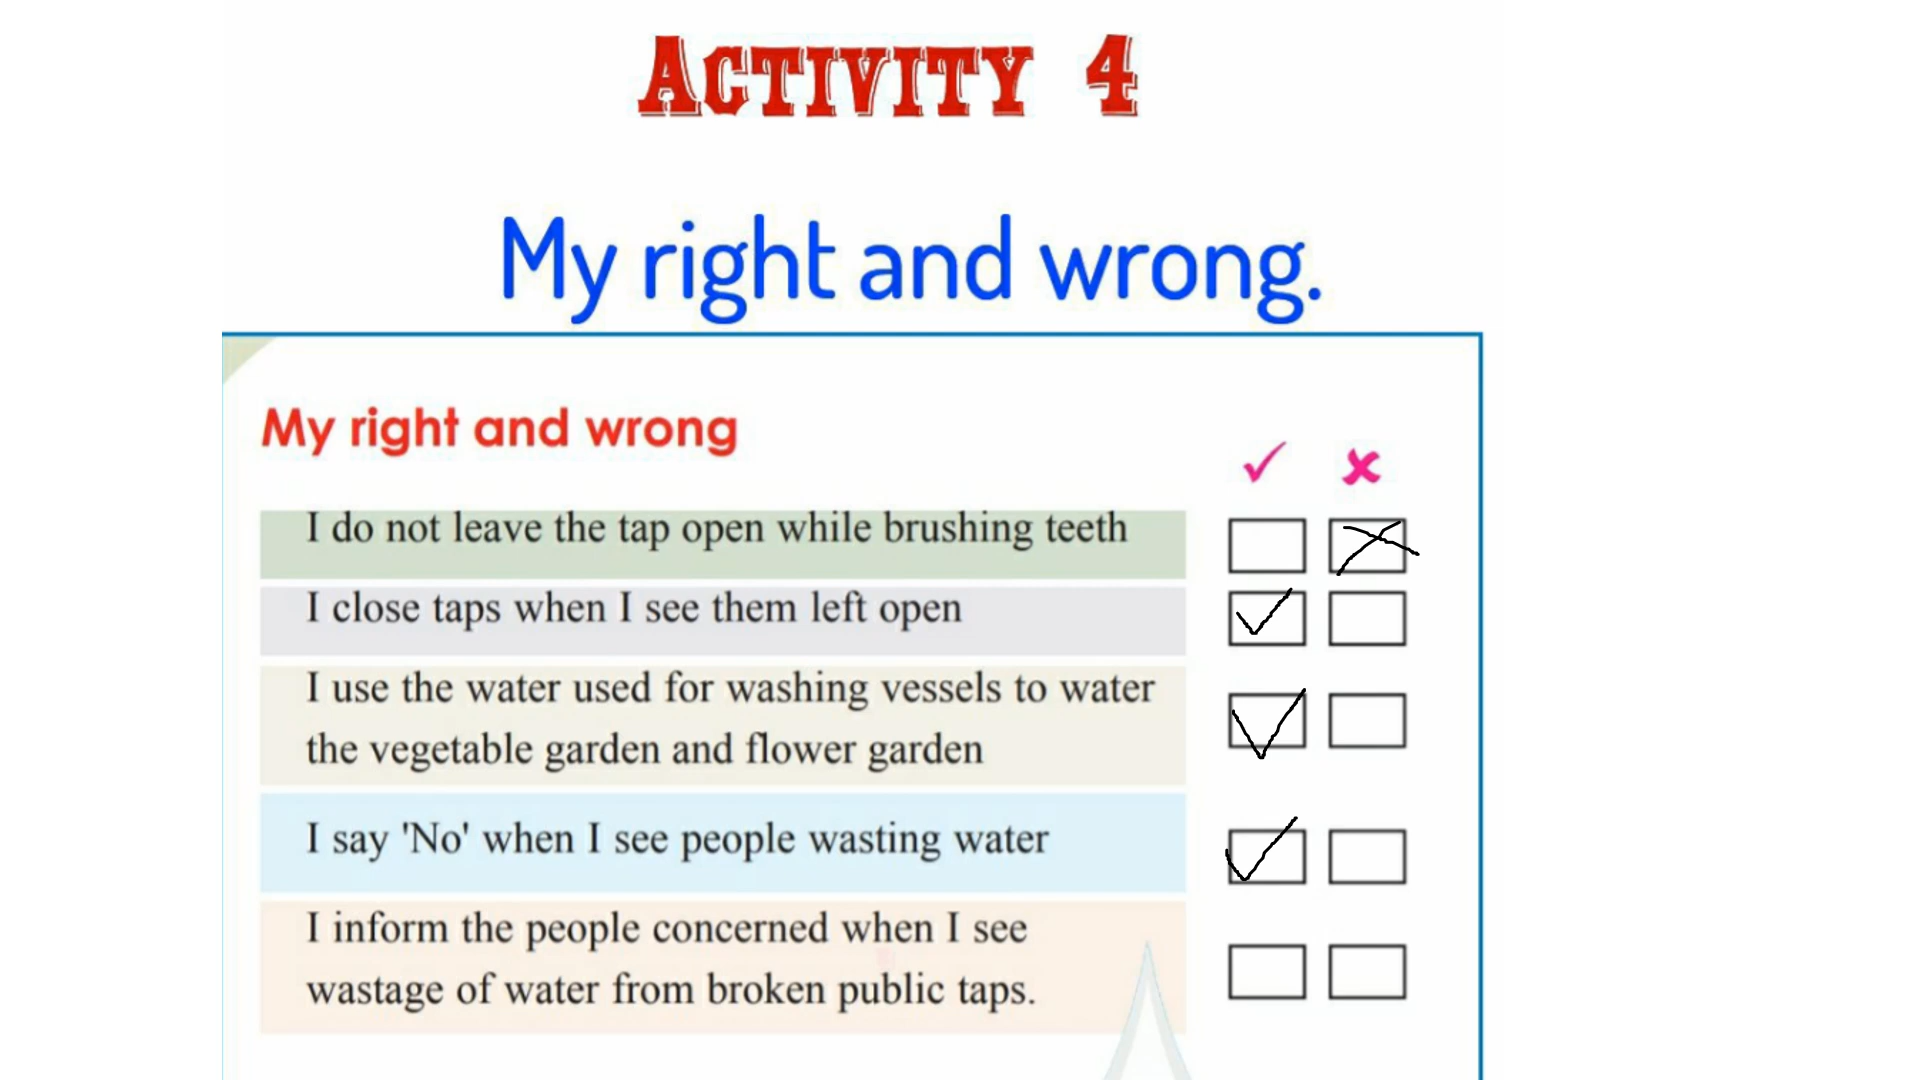 ACTIVITY 4
My right and wrong.
My right and wrong
✓ ✘
I do not leave the tap open while brushing teeth
I close taps when I see them left open
I use the water used for washing vessels to water
the vegetable garden and flower garden
I say 'No' when I see people wasting water
I inform the people concerned when I see
wastage of water from broken public taps.